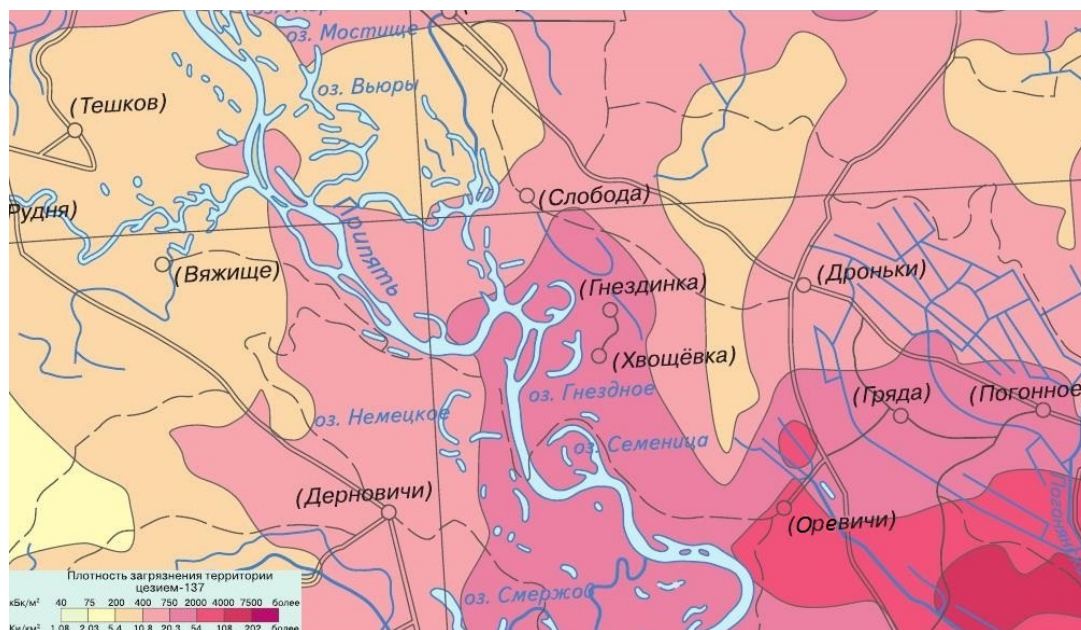 оз. Мостище
оз. Вьюры
(Тешков)
(Слобода)
Рудня)
Припять
(Вяжище)
(Дроньки)
(Гнездинка)
(Хвощёвка)
оз. Гнездное
(Гряда)
(Погонное)
оз. Немецкое
оз. Семеница
(Дерновичи)
(Оревичи)
оз. Смержов
Плотность загрязнения территории
цезием-137
кБк/м² 40 75 200 400 750 2000 4000 7500 более
Ки/км² 1.08 2.03 5.4 10.8 20.3 54 108 202 более